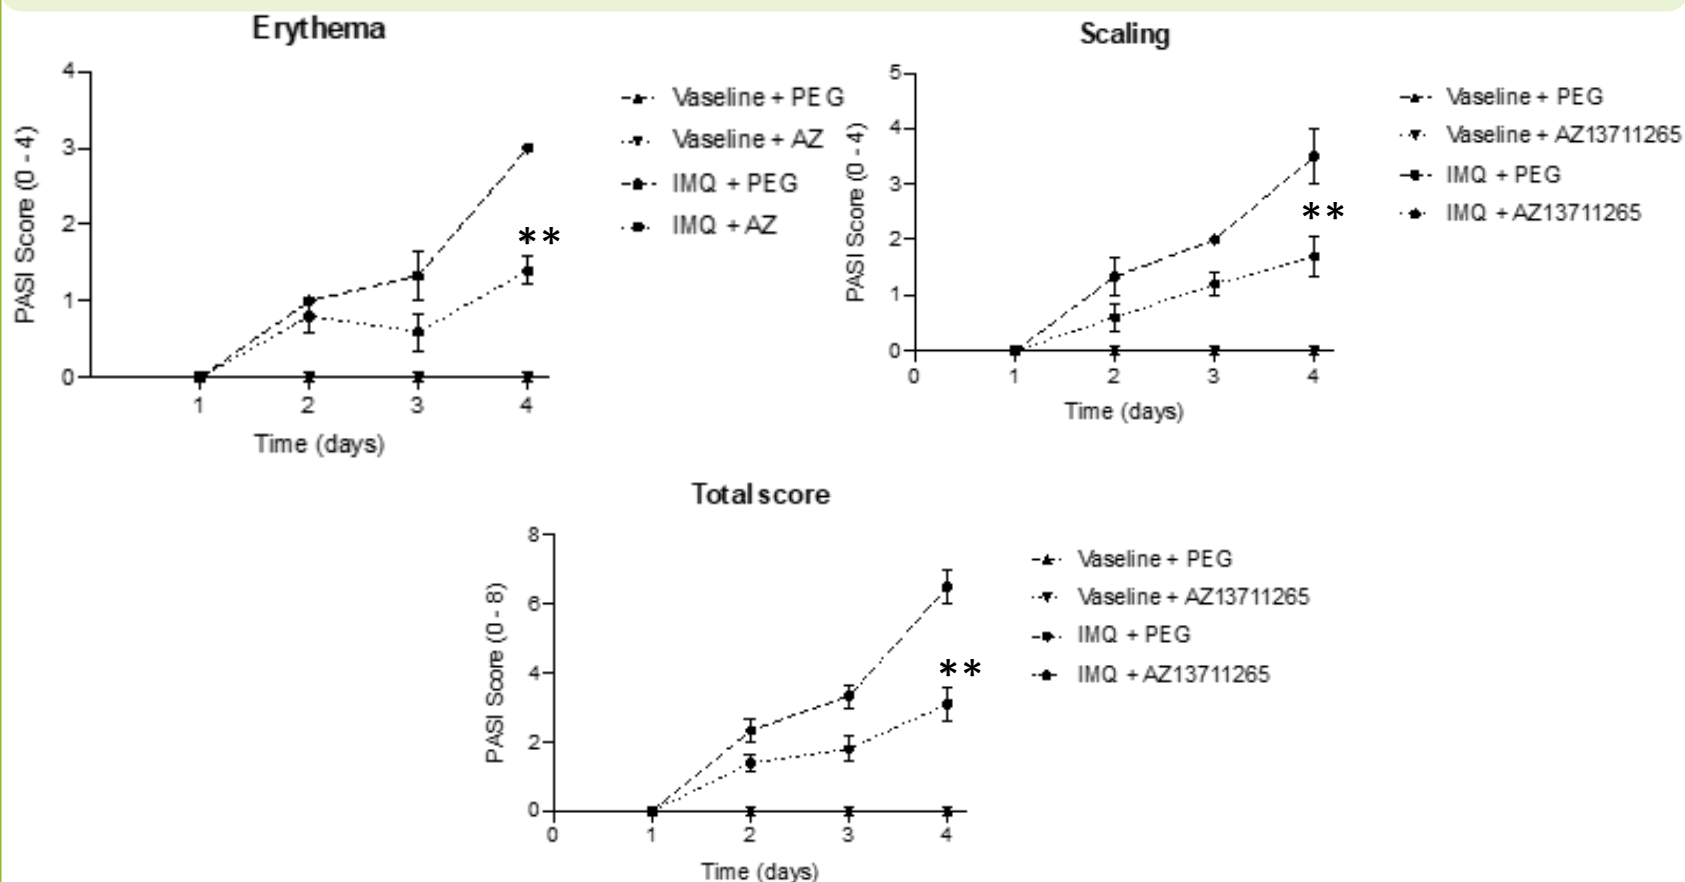 Erythema
4
3
2
1
0
1 2 3 4
PASI Score (0 - 4)
Time (days)
Vaseline + PEG
Vaseline + AZ
IMQ + PEG
IMQ + AZ
**
Scaling
5
4
3
2
1
0
0 1 2 3 4
PASI Score (0 - 4)
Time (days)
Vaseline + PEG
Vaseline + AZ13711265
IMQ + PEG
IMQ + AZ13711265
**
Total score
8
6
4
2
0
0 1 2 3 4
PASI Score (0 - 8)
Time (days)
Vaseline + PEG
Vaseline + AZ13711265
IMQ + PEG
IMQ + AZ13711265
**